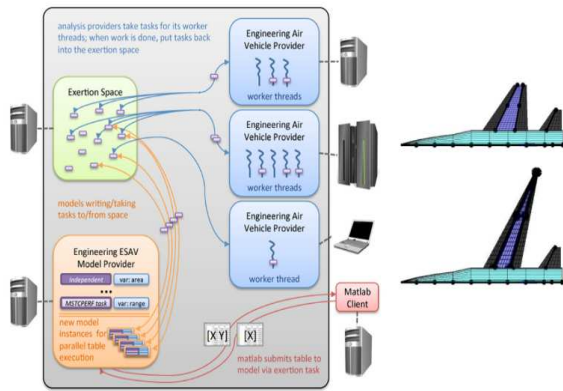 analysis providers take tasks for its worker
threads; when work is done, put tasks back
into the exertion space
Engineering Air
Vehicle Provider
worker threads
Exertion Space
Engineering Air
Vehicle Provider
worker threads
models writing/taking
tasks to/from space
Engineering Air
Vehicle Provider
worker thread
Engineering ESAV
Model Provider
Independent
var: area
...
MSTCPERF task
var: range
new model
instances for
parallel table
execution
Matlab
Client
[X Y]
[X]
matlab submits table to
model via exertion task